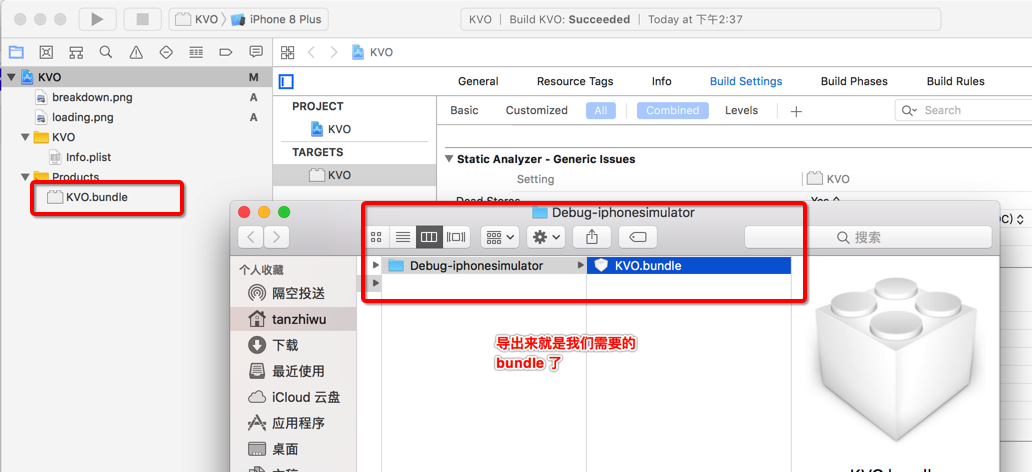 KVO
iPhone 8 Plus
KVO | Build KVO: Succeeded | Today at 下午2:37
KVO
KVO M
breakdown.png A
loading.png A
KVO
Info.plist
Products
KVO.bundle
General Resource Tags Info Build Settings Build Phases Build Rules
PROJECT
KVO
TARGETS
KVO
Basic Customized All Combined Levels Search
Static Analyzer - Generic Issues
Setting KVO
Dead Stores Yes
C)
Debug-iphonesimulator
搜索
个人收藏
隔空投送
tanzhiwu
下载
最近使用
iCloud 云盘
应用程序
桌面
文稿
Debug-iphonesimulator
KVO.bundle
导出来就是我们需要的
bundle 了
KVO.bundle